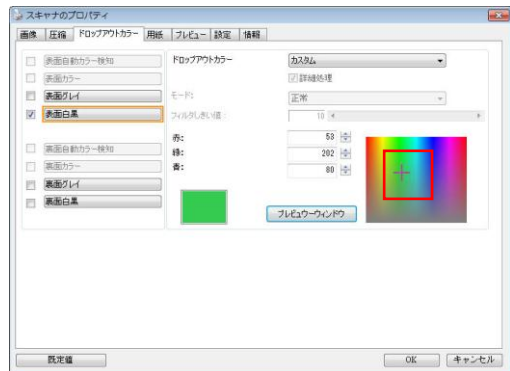 スキャナのプロパティ
画像 圧縮 ドロップアウトカラー 用紙 プレビュー 設定 情報
表面自動カラー検知
表面カラー
表面グレイ
表面白黒
裏面自動カラー検知
裏面カラー
裏面グレイ
裏面白黒
ドロップアウトカラー カスタム
詳細処理
モード: 正常
フィルタしきい値: 10
赤: 53
緑: 202
青: 80
プレビューウィンドウ
既定値 OK キャンセル